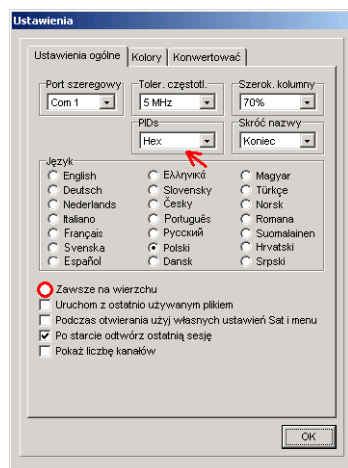 Ustawienia
Ustawienia ogólne Kolory Konwertować
Port szeregowy Toler. częstotl. Szerok. kolumny
Com 1 5 MHz 70%
PIDs Skróć nazwy
Hex Koniec
Język
English Ελληνικά Magyar
Deutsch Slovensky Türkçe
Nederlands Česky Norsk
Italiano Português Romana
Français Русский Suomalainen
Svenska Polski Hrvatski
Español Dansk Srpski
Zawsze na wierzchu
Uruchom z ostatnio używanym plikiem
Podczas otwierania użyj własnych ustawień Sat i menu
Po starcie odtwórz ostatnią sesję
Pokaż liczbę kanałów
OK